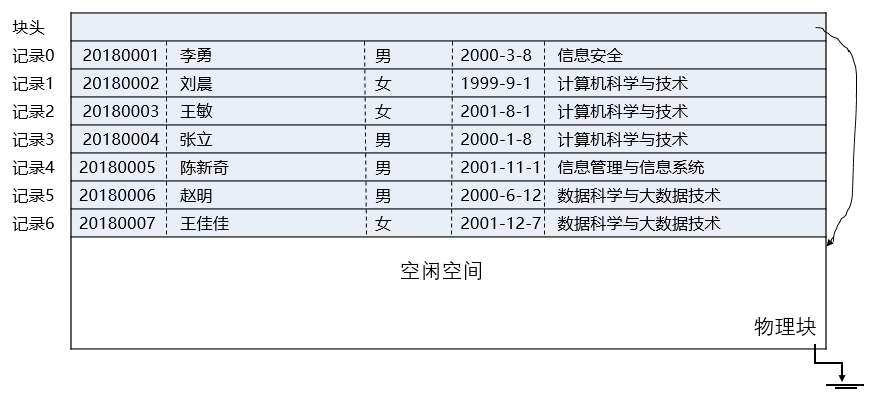 块头
记录0 20180001 李勇 男 2000-3-8 信息安全
记录1 20180002 刘晨 女 1999-9-1 计算机科学与技术
记录2 20180003 王敏 女 2001-8-1 计算机科学与技术
记录3 20180004 张立 男 2000-1-8 计算机科学与技术
记录4 20180005 陈新奇 男 2001-11-1 信息管理与信息系统
记录5 20180006 赵明 男 2000-6-12 数据科学与大数据技术
记录6 20180007 王佳佳 女 2001-12-7 数据科学与大数据技术
空闲空间
物理块